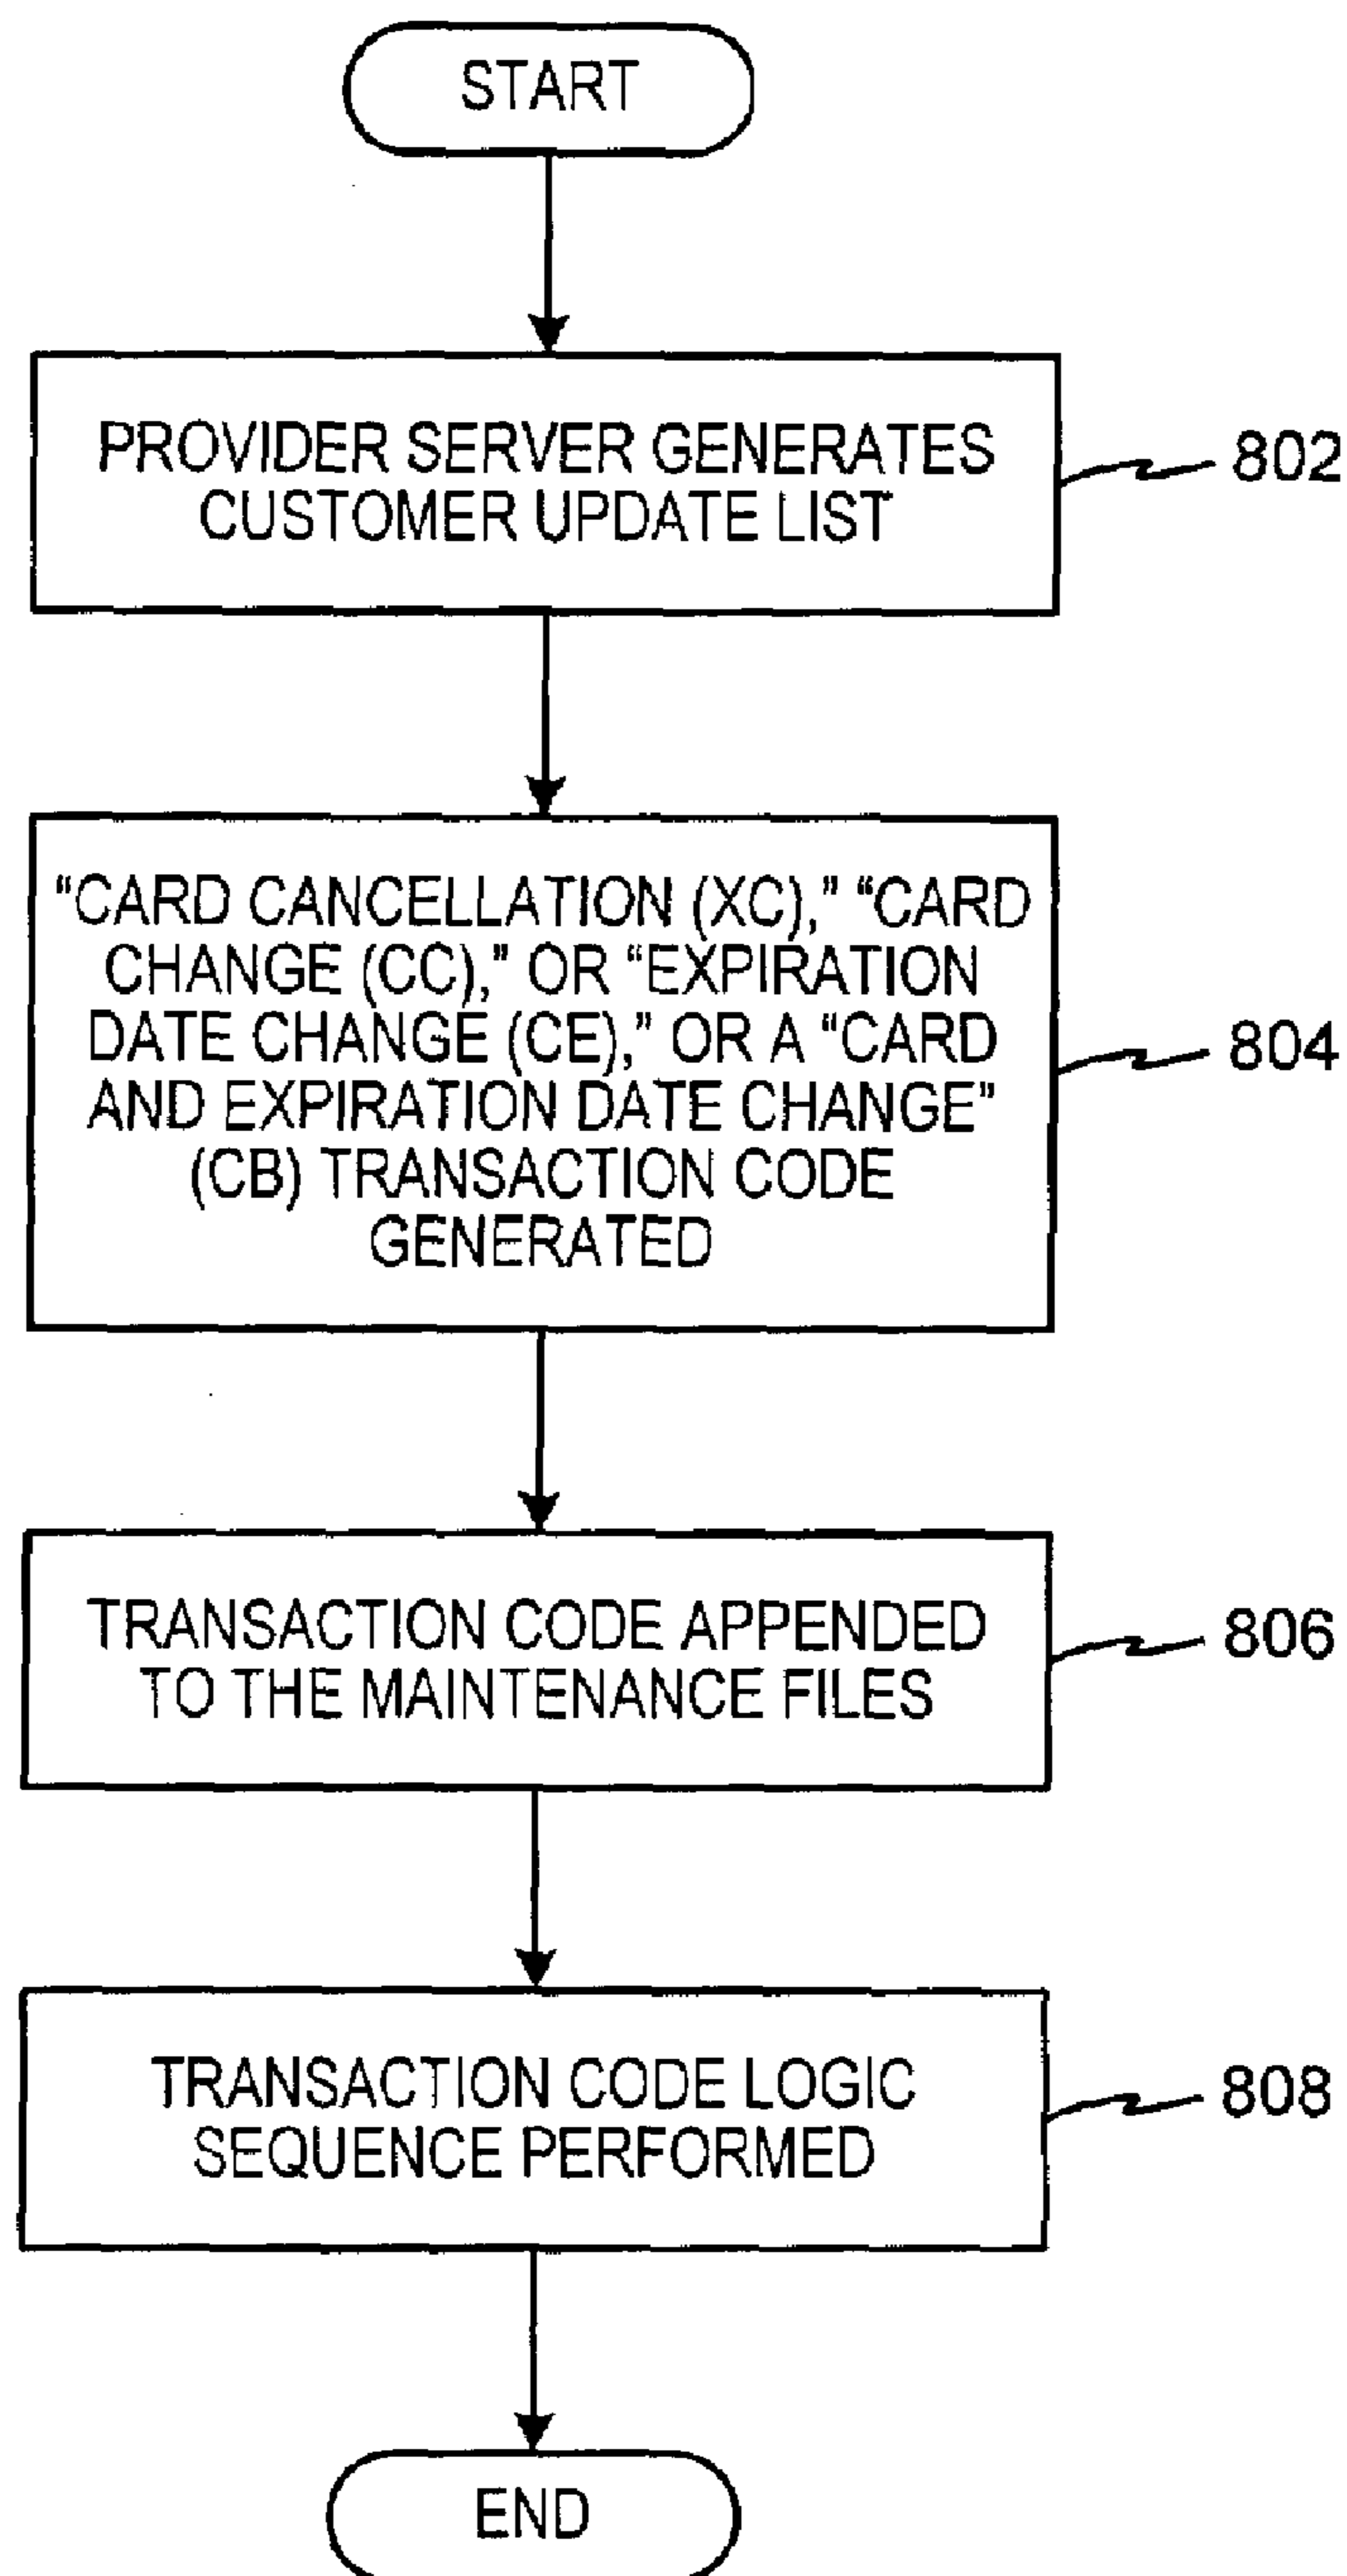 START
PROVIDER SERVER GENERATES
CUSTOMER UPDATE LIST
802
“CARD CANCELLATION (XC),” “CARD
CHANGE (CC),” OR “EXPIRATION
DATE CHANGE (CE),” OR A “CARD
AND EXPIRATION DATE CHANGE”
(CB) TRANSACTION CODE
GENERATED
804
TRANSACTION CODE APPENDED
TO THE MAINTENANCE FILES
806
TRANSACTION CODE LOGIC
SEQUENCE PERFORMED
808
END